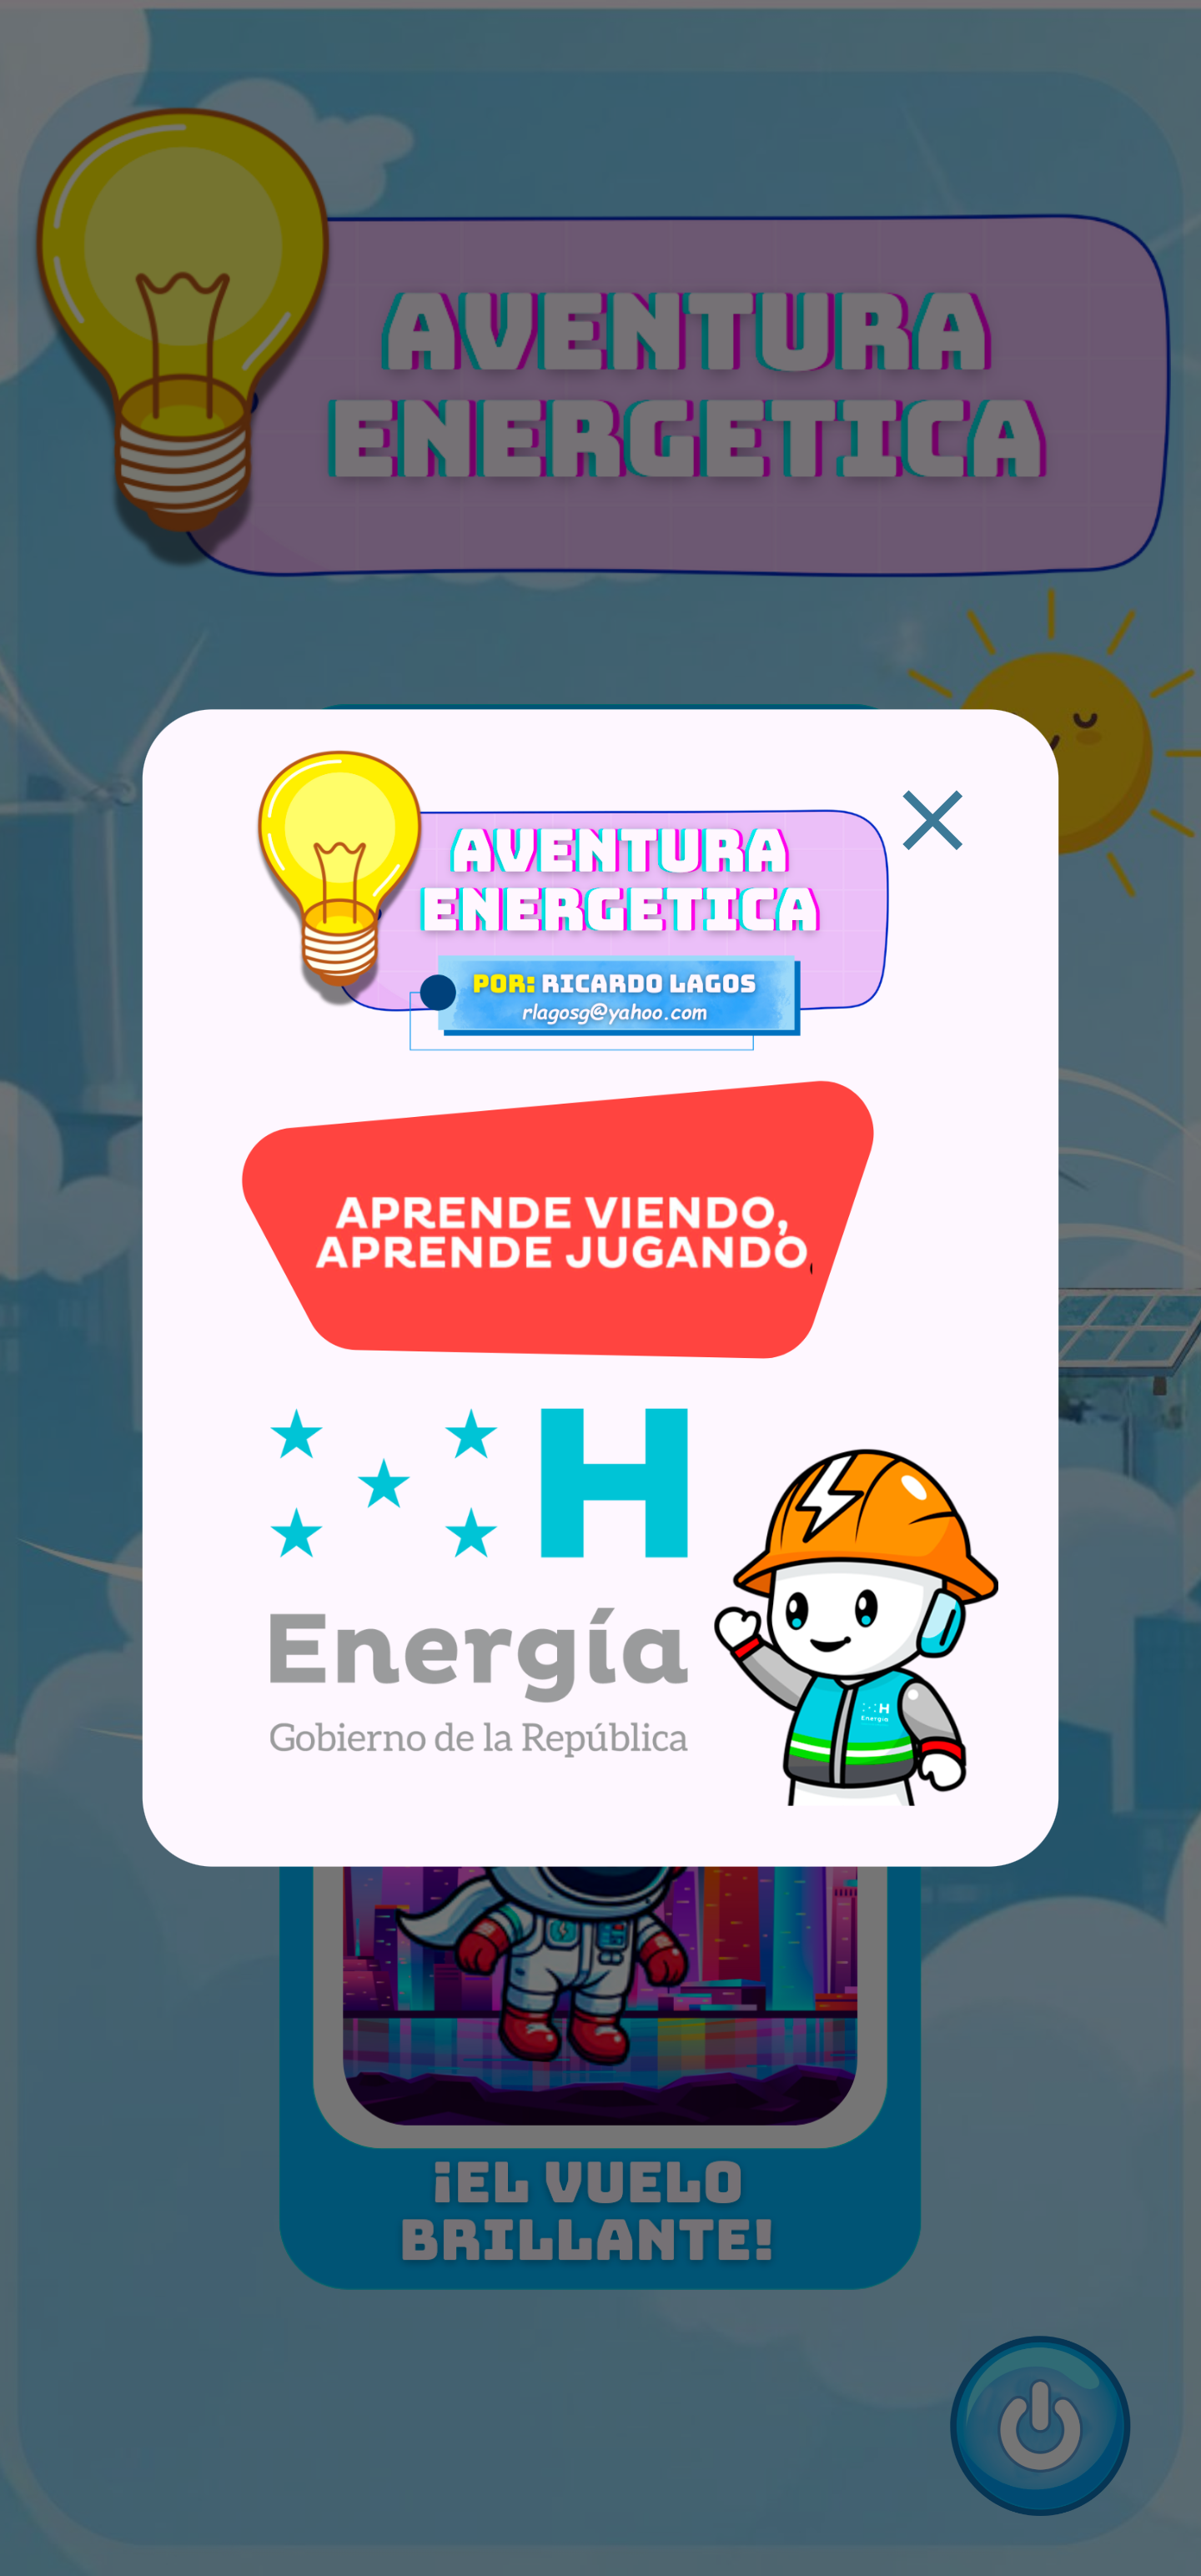 AVENTURA
ENERGETICA
AVENTURA
ENERGETICA
POR: RICARDO LAGOS
rlagosg@yahoo.com
APRENDE VIENDO,
APRENDE JUGANDO
H
Energía
Gobierno de la República
H
Energía
¡EL VUELO
BRILLANTE!